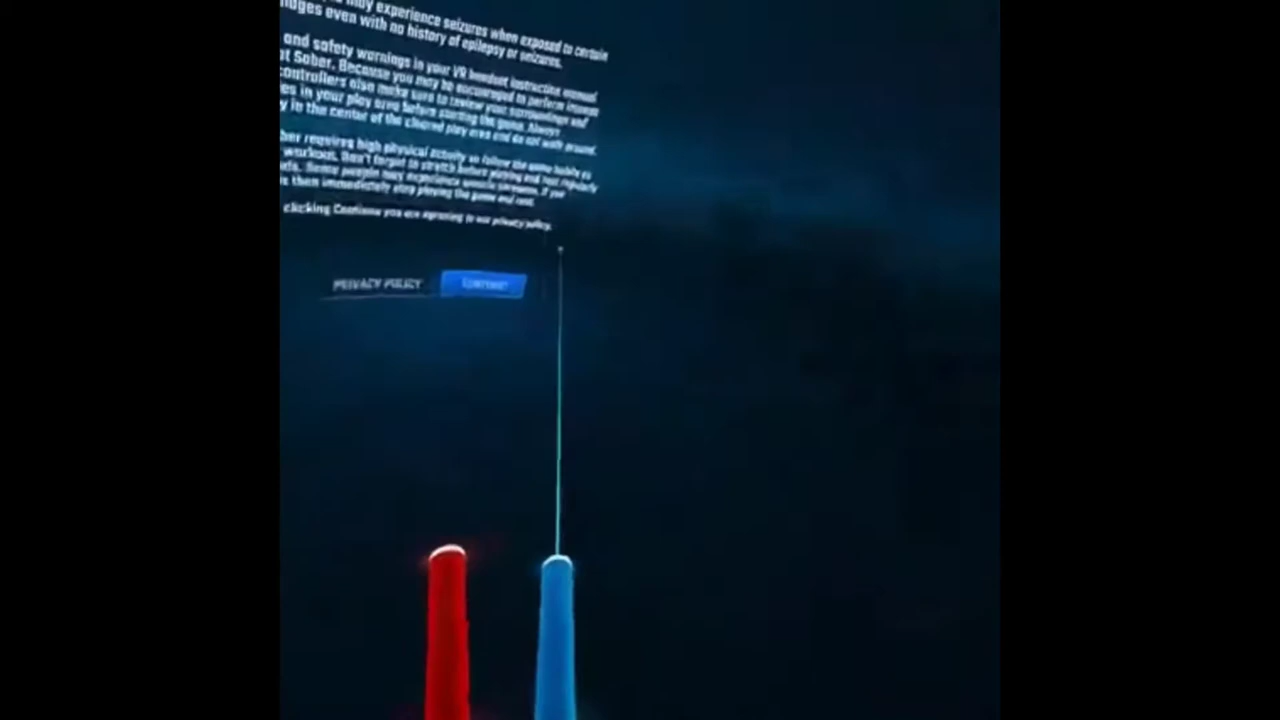 may experience seizures when exposed to certain
even with no history of epilepsy or seizures.
and safety warnings in your VR headset instruction manual
Because you may be encouraged to perform intense
controllers also make sure to review your surroundings and
in your play area before starting the game. Always
in the center of the cleared play area and do not walk around.
requires high physical activity so follow the game habits as
workout. Don't forget to stretch before playing and rest regularly
Some people may experience muscle soreness. If you
then immediately stop playing the game and rest.
clicking Continue you are agreeing to our privacy policy.
PRIVACY POLICY
CONTINUE